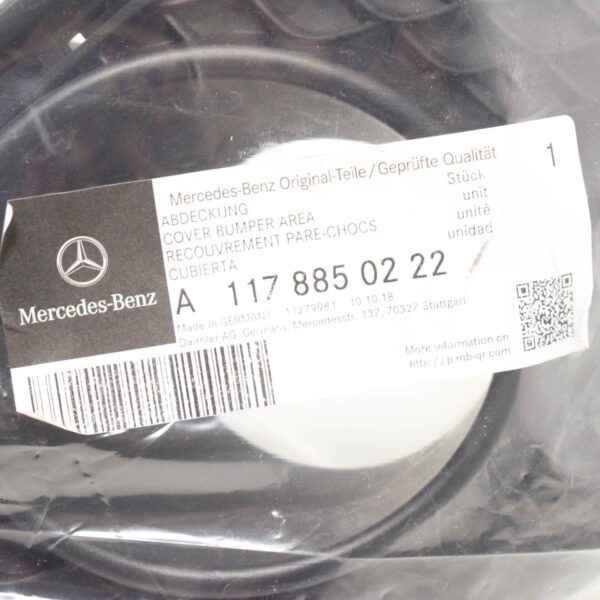 Mercedes-Benz
Mercedes-Benz Original-Teile/Geprüfte Qualität
ABDECKUNG
COVER BUMPER AREA
RECOUVREMENT PARE-CHOCS
CUBIERTA
Stück
unit
unité
unidad
1
A 117 885 02 22
Made in GERMANY 11279981 10.10.18
Daimler AG, Germany, Mercedesstr. 137, 70327 Stuttgart
More information on
http://p.mb-qr.com